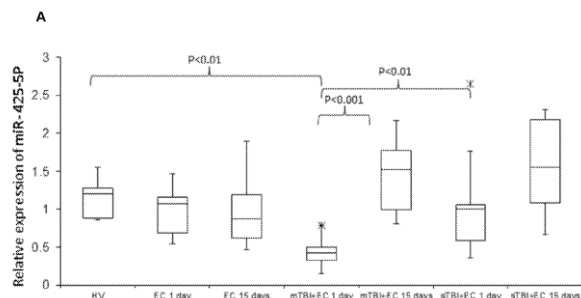 A
P<0.01
P<0.01
P<0.001
Relative expression of miR-425-5P
3
2.5
2
1.5
1
0.5
0
HV
EC 1 day
EC 15 days
mTBI+EC 1 day
mTBI+EC 15 days
sTBI+EC 1 day
sTBI+EC 15 days